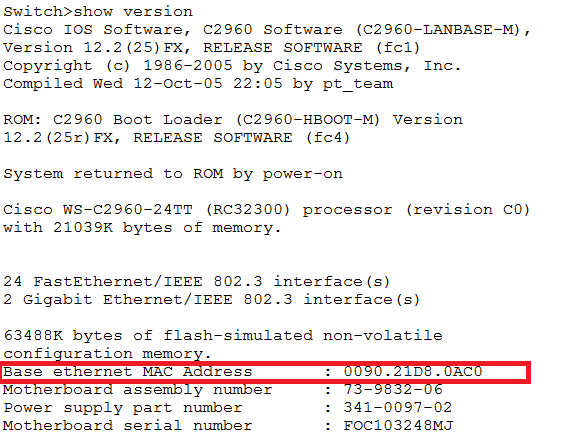 Switch>show version
Cisco IOS Software, C2960 Software (C2960-LANBASE-M),
Version 12.2(25)FX, RELEASE SOFTWARE (fc1)
Copyright (c) 1986-2005 by Cisco Systems, Inc.
Compiled Wed 12-Oct-05 22:05 by pt_team
ROM: C2960 Boot Loader (C2960-HBOOT-M) Version
12.2(25r)FX, RELEASE SOFTWARE (fc4)
System returned to ROM by power-on
Cisco WS-C2960-24TT (RC32300) processor (revision C0)
with 21039K bytes of memory.
24 FastEthernet/IEEE 802.3 interface(s)
2 Gigabit Ethernet/IEEE 802.3 interface(s)
63488K bytes of flash-simulated non-volatile
configuration memory.
Base ethernet MAC Address : 0090.21D8.0AC0
Motherboard assembly number : 73-9832-06
Power supply part number : 341-0097-02
Motherboard serial number : FOC103248MJ